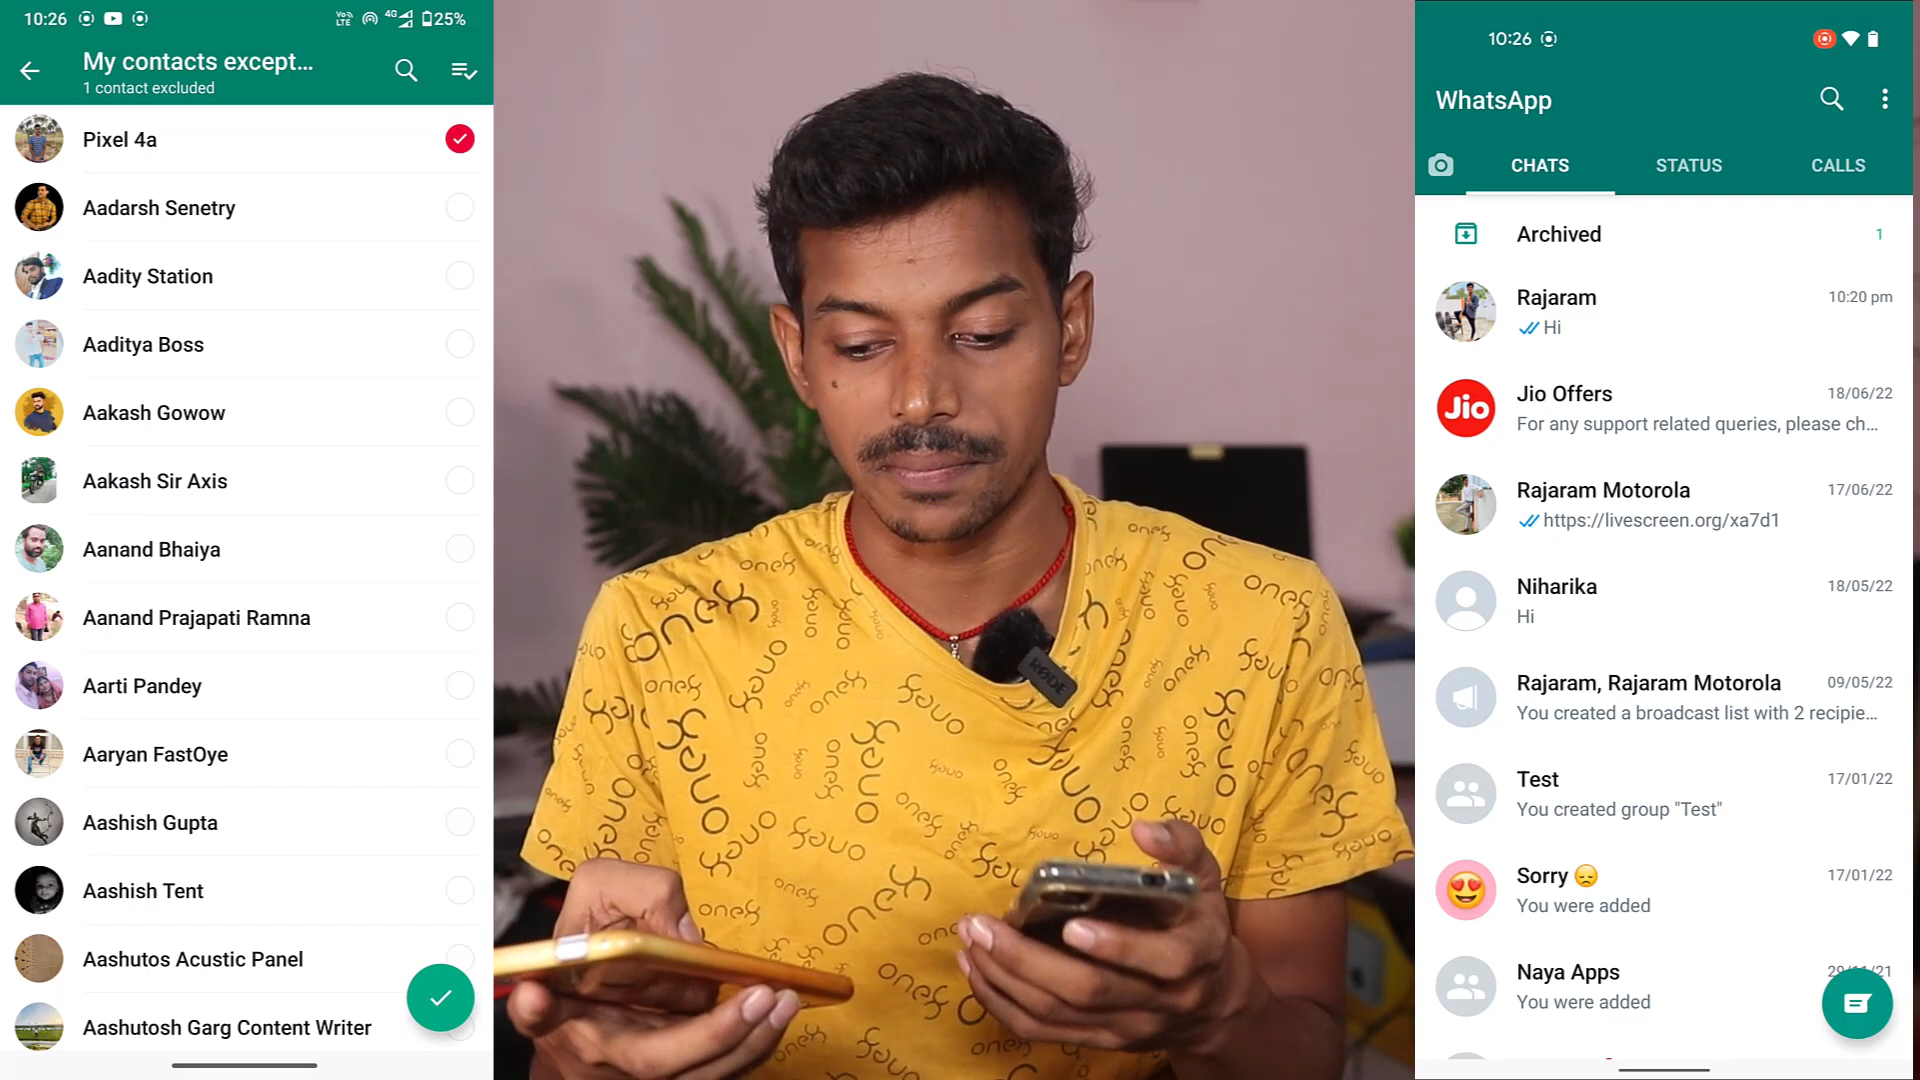 10:26
VoLTE 4G 25%
My contacts except...
1 contact excluded
Pixel 4a
Aadarsh Senetry
Aadity Station
Aaditya Boss
Aakash Gowow
Aakash Sir Axis
Aanand Bhaiya
Aanand Prajapati Ramna
Aarti Pandey
Aaryan FastOye
Aashish Gupta
Aashish Tent
Aashutos Acustic Panel
Aashutosh Garg Content Writer
RØDE
10:26
WhatsApp
CHATS STATUS CALLS
Archived 1
Rajaram 10:20 pm
Hi
Jio
Jio Offers 18/06/22
For any support related queries, please ch...
Rajaram Motorola 17/06/22
https://livescreen.org/xa7d1
Niharika 18/05/22
Hi
Rajaram, Rajaram Motorola 09/05/22
You created a broadcast list with 2 recipie...
Test 17/01/22
You created group "Test"
Sorry 😞 17/01/22
You were added
Naya Apps
You were added